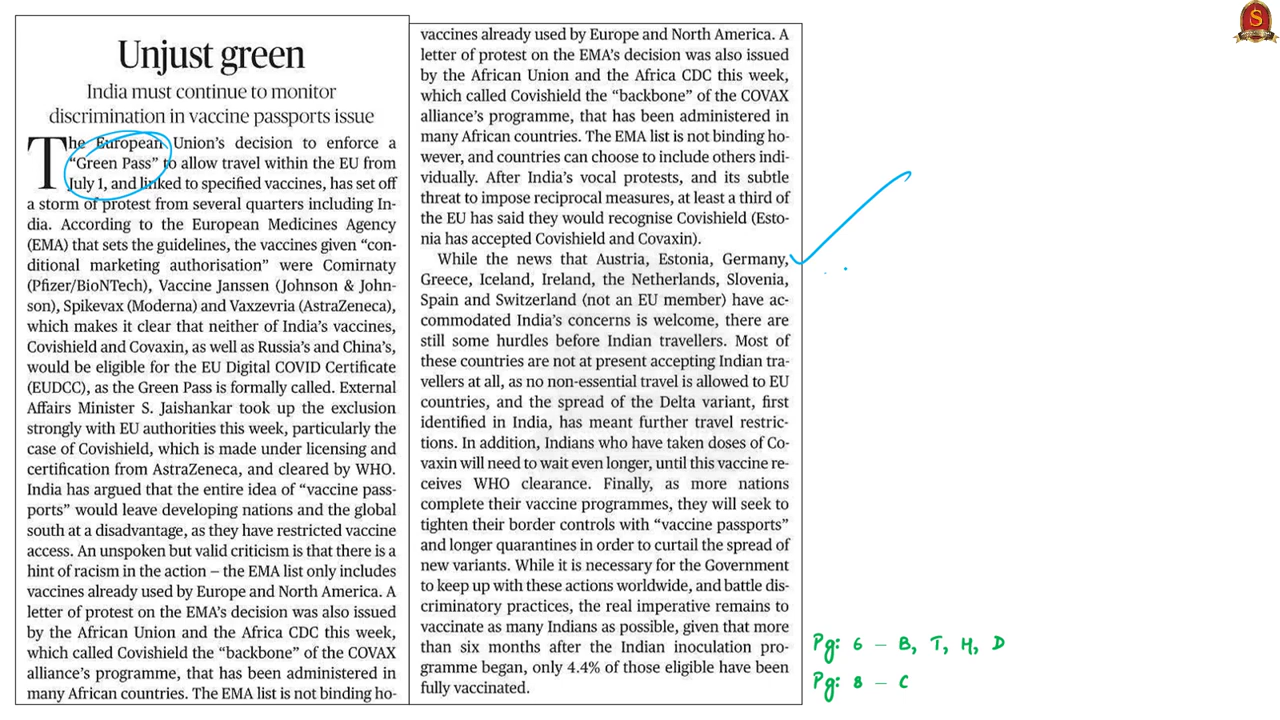 Unjust green
India must continue to monitor
discrimination in vaccine passports issue
The European Union's decision to enforce a
"Green Pass" to allow travel within the EU from
July 1, and linked to specified vaccines, has set off
a storm of protest from several quarters including In-
dia. According to the European Medicines Agency
(EMA) that sets the guidelines, the vaccines given "con-
ditional marketing authorisation" were Comirnaty
(Pfizer/BioNTech), Vaccine Janssen (Johnson & John-
son), Spikevax (Moderna) and Vaxzevria (AstraZeneca),
which makes it clear that neither of India's vaccines,
Covishield and Covaxin, as well as Russia's and China's,
would be eligible for the EU Digital COVID Certificate
(EUDCC), as the Green Pass is formally called. External
Affairs Minister S. Jaishankar took up the exclusion
strongly with EU authorities this week, particularly the
case of Covishield, which is made under licensing and
certification from AstraZeneca, and cleared by WHO.
India has argued that the entire idea of "vaccine pass-
ports" would leave developing nations and the global
south at a disadvantage, as they have restricted vaccine
access. An unspoken but valid criticism is that there is a
hint of racism in the action – the EMA list only includes
vaccines already used by Europe and North America. A
letter of protest on the EMA's decision was also issued
by the African Union and the Africa CDC this week,
which called Covishield the "backbone" of the COVAX
alliance's programme, that has been administered in
many African countries. The EMA list is not binding ho-
vaccines already used by Europe and North America. A
letter of protest on the EMA's decision was also issued
by the African Union and the Africa CDC this week,
which called Covishield the "backbone" of the COVAX
alliance's programme, that has been administered in
many African countries. The EMA list is not binding ho-
wever, and countries can choose to include others indi-
vidually. After India's vocal protests, and its subtle
threat to impose reciprocal measures, at least a third of
the EU has said they would recognise Covishield (Esto-
nia has accepted Covishield and Covaxin).
While the news that Austria, Estonia, Germany,
Greece, Iceland, Ireland, the Netherlands, Slovenia,
Spain and Switzerland (not an EU member) have ac-
commodated India's concerns is welcome, there are
still some hurdles before Indian travellers. Most of
these countries are not at present accepting Indian tra-
vellers at all, as no non-essential travel is allowed to EU
countries, and the spread of the Delta variant, first
identified in India, has meant further travel restric-
tions. In addition, Indians who have taken doses of Co-
vaxin will need to wait even longer, until this vaccine re-
ceives WHO clearance. Finally, as more nations
complete their vaccine programmes, they will seek to
tighten their border controls with "vaccine passports"
and longer quarantines in order to curtail the spread of
new variants. While it is necessary for the Government
to keep up with these actions worldwide, and battle dis-
criminatory practices, the real imperative remains to
vaccinate as many Indians as possible, given that more
than six months after the Indian inoculation pro-
gramme began, only 4.4% of those eligible have been
fully vaccinated.
Pg: 6 – B, T, H, D
Pg: 8 – C